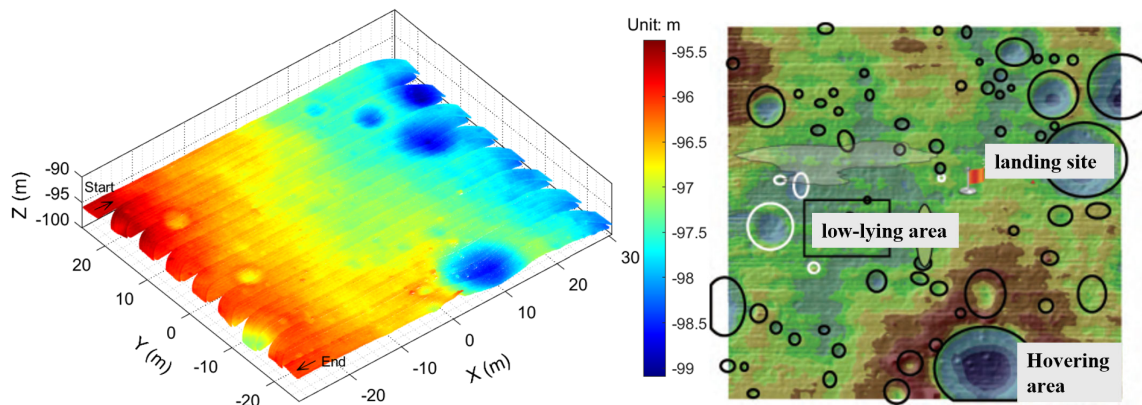 Unit: m
-90
-95
-100
Z (m)
Start
End
20
10
0
-10
-20
Y (m)
-20
-10
0
10
20
30
X (m)
-95.5
-96
-96.5
-97
-97.5
-98
-98.5
-99
landing site
low-lying area
Hovering
area